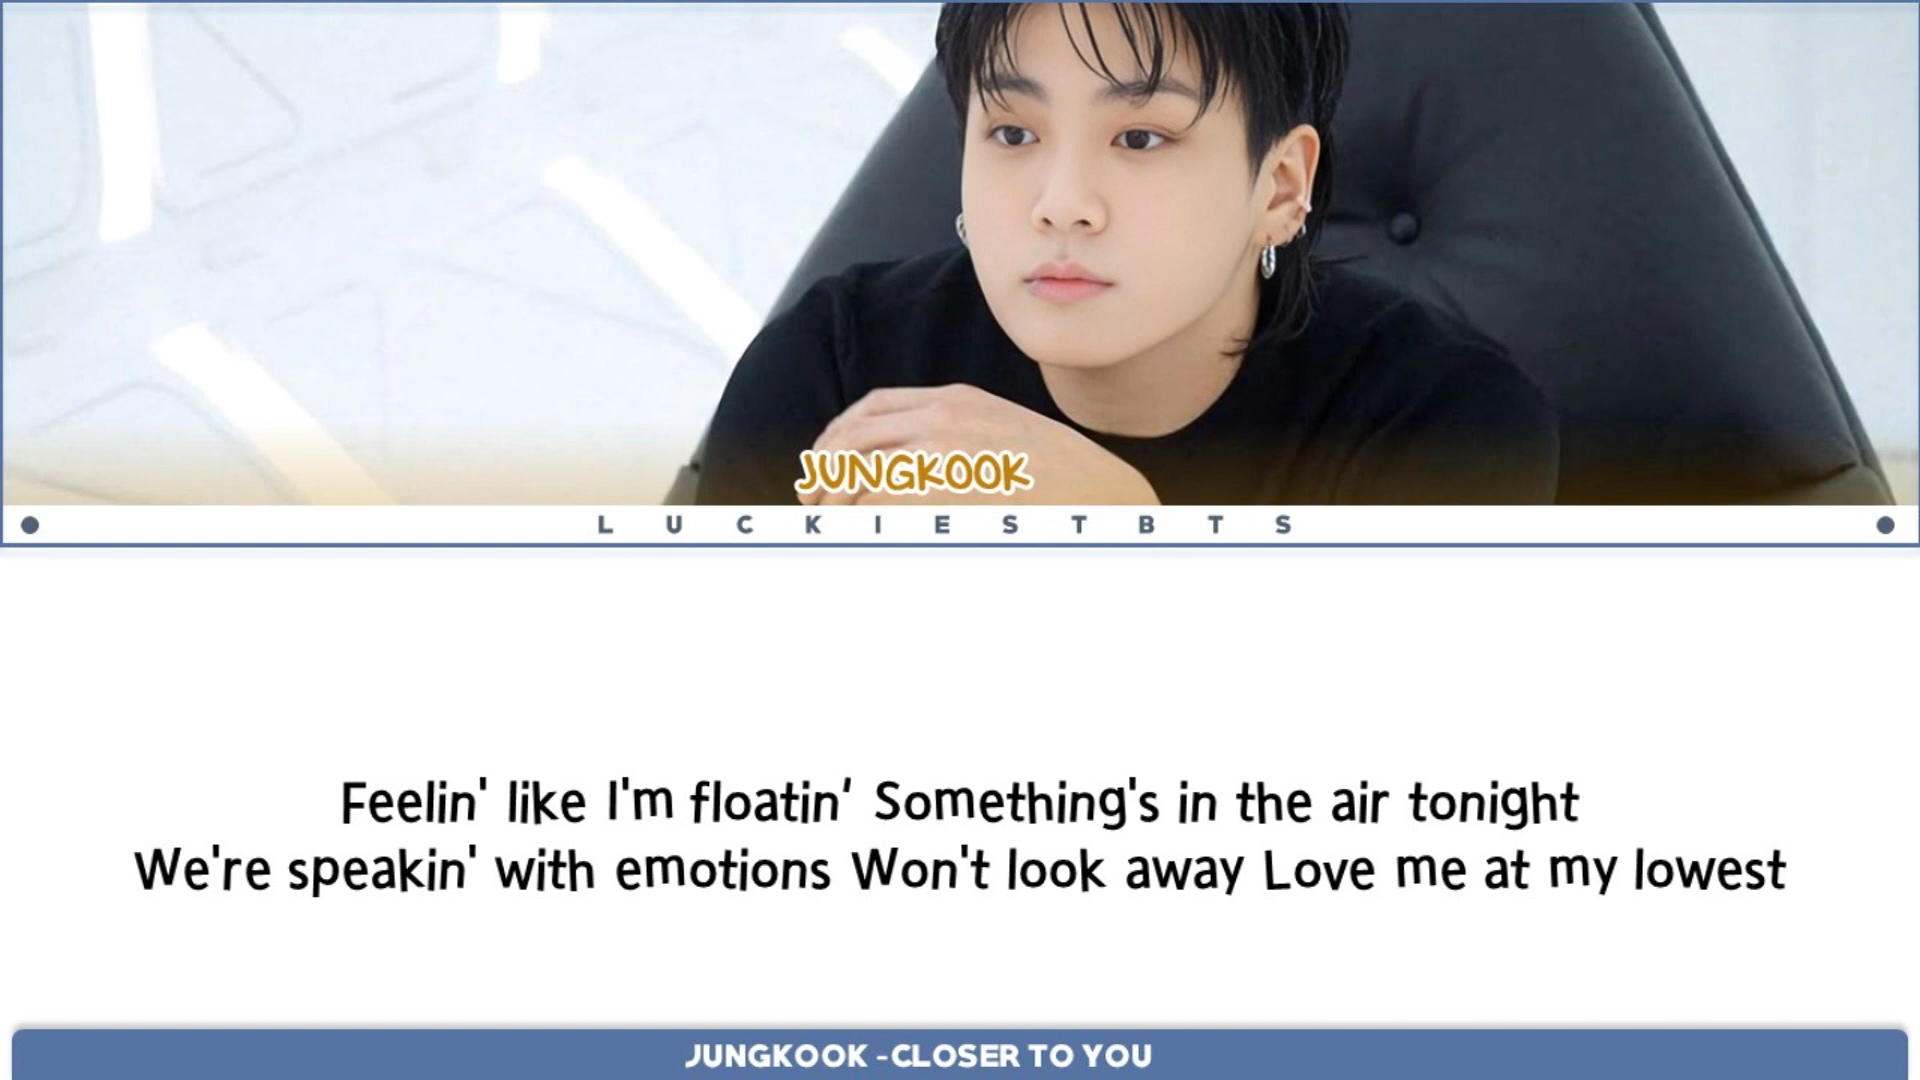 JUNGKOOK
LUCKIESTBTS
Feelin' like I'm floatin’ Something's in the air tonight
We're speakin' with emotions Won't look away Love me at my lowest
JUNGKOOK -CLOSER TO YOU